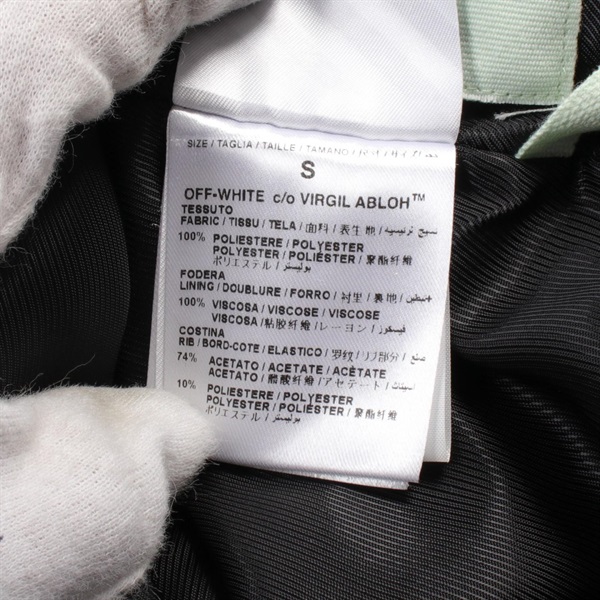 SIZE / TAGLIA / TAILLE / TAMANO /
S
OFF-WHITE c/o VIRGIL ABLOH™
TESSUTO
FABRIC / TISSU / TELA / 面料 / 表生地 /
100% POLIESTERE / POLYESTER
POLYESTER / POLIÉSTER / 聚酯纤维
ポリエステル / بوليستر
FODERA
LINING / DOUBLURE / FORRO / 衬里 / 裏地 /
100% VISCOSA / VISCOSE / VISCOSE
VISCOSA / 粘胶纤维 / レーヨン / فيسكوز
COSTINA
RIB / BORD-COTE / ELASTICO / 罗纹 / リブ部分 /
74% ACETATO / ACETATE / ACÉTATE
ACETATO / 醋酸纤维 / アセテート /
10% POLIESTERE / POLYESTER
POLYESTER / POLIÉSTER / 聚酯纤维
ポリエステル / بوليستر